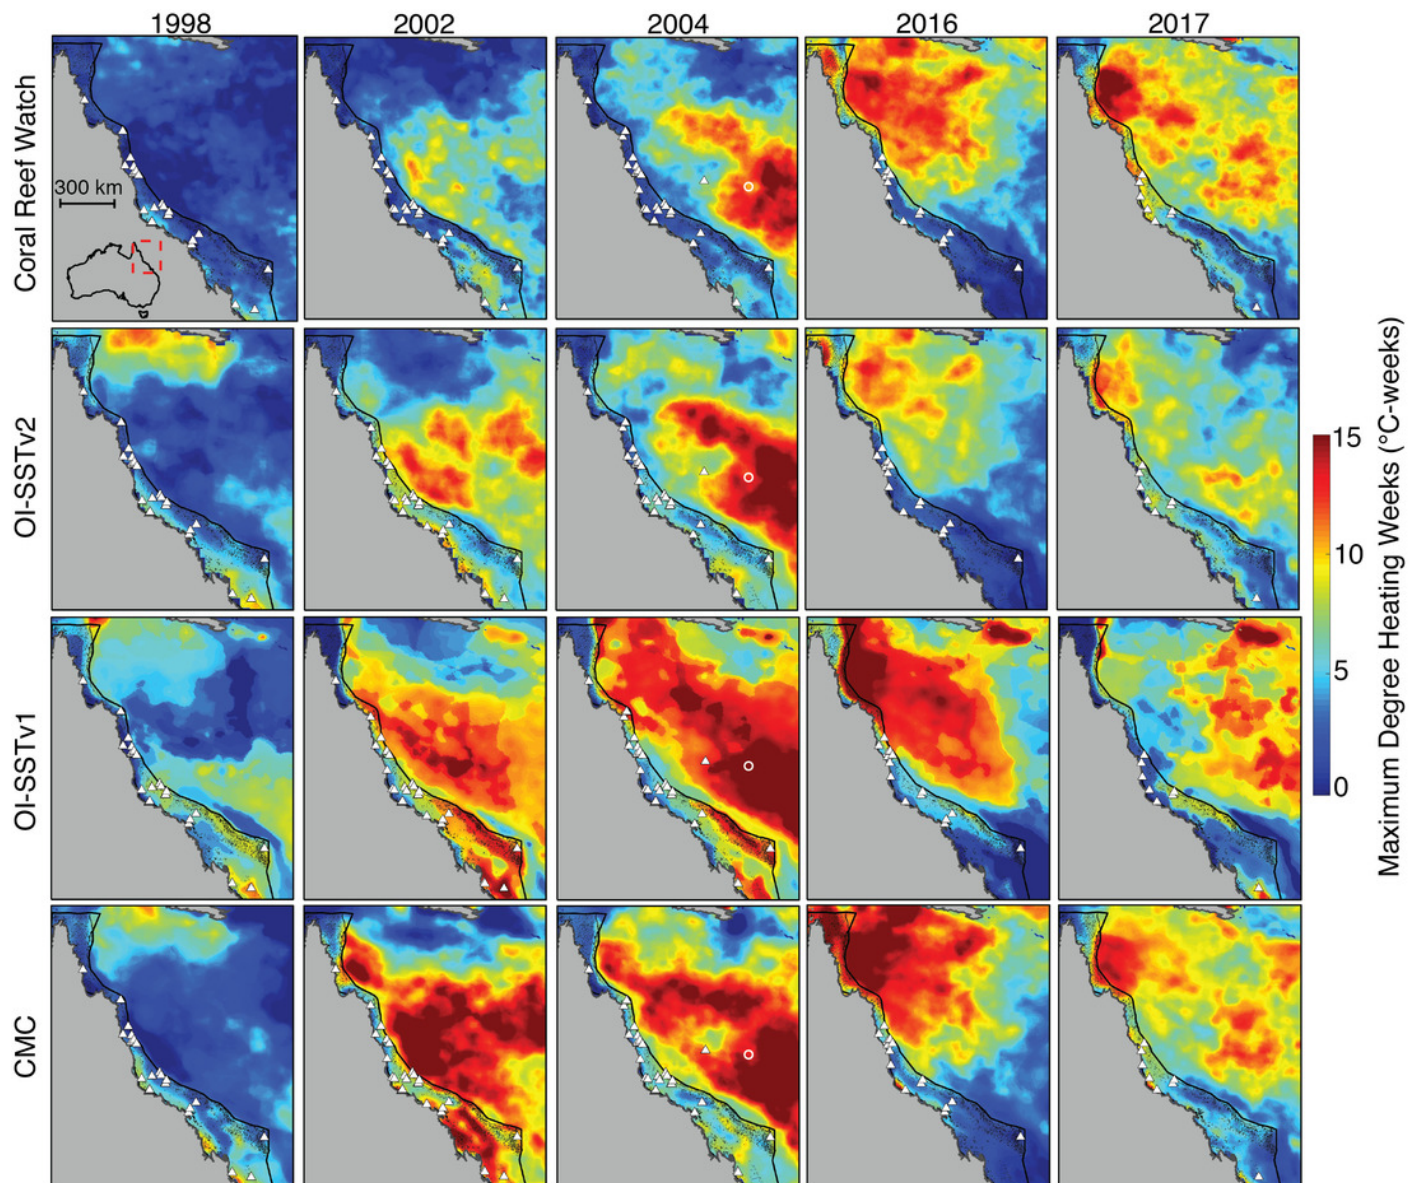 1998 2002 2004 2016 2017
Coral Reef Watch
300 km
OI-SSTv2
OI-SSTv1
CMC
15
10
5
0
Maximum Degree Heating Weeks (°C-weeks)